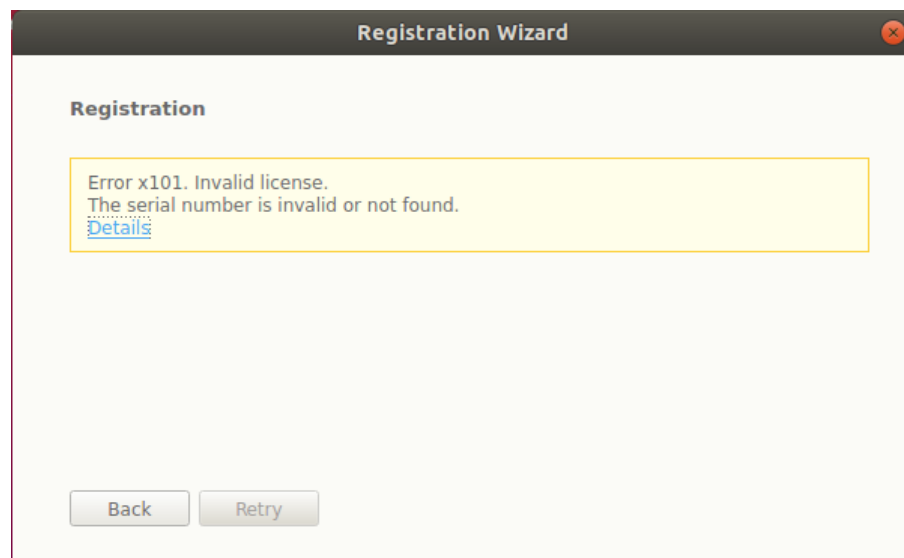 Registration Wizard
Registration
Error x101. Invalid license.
The serial number is invalid or not found.
Details
Back
Retry